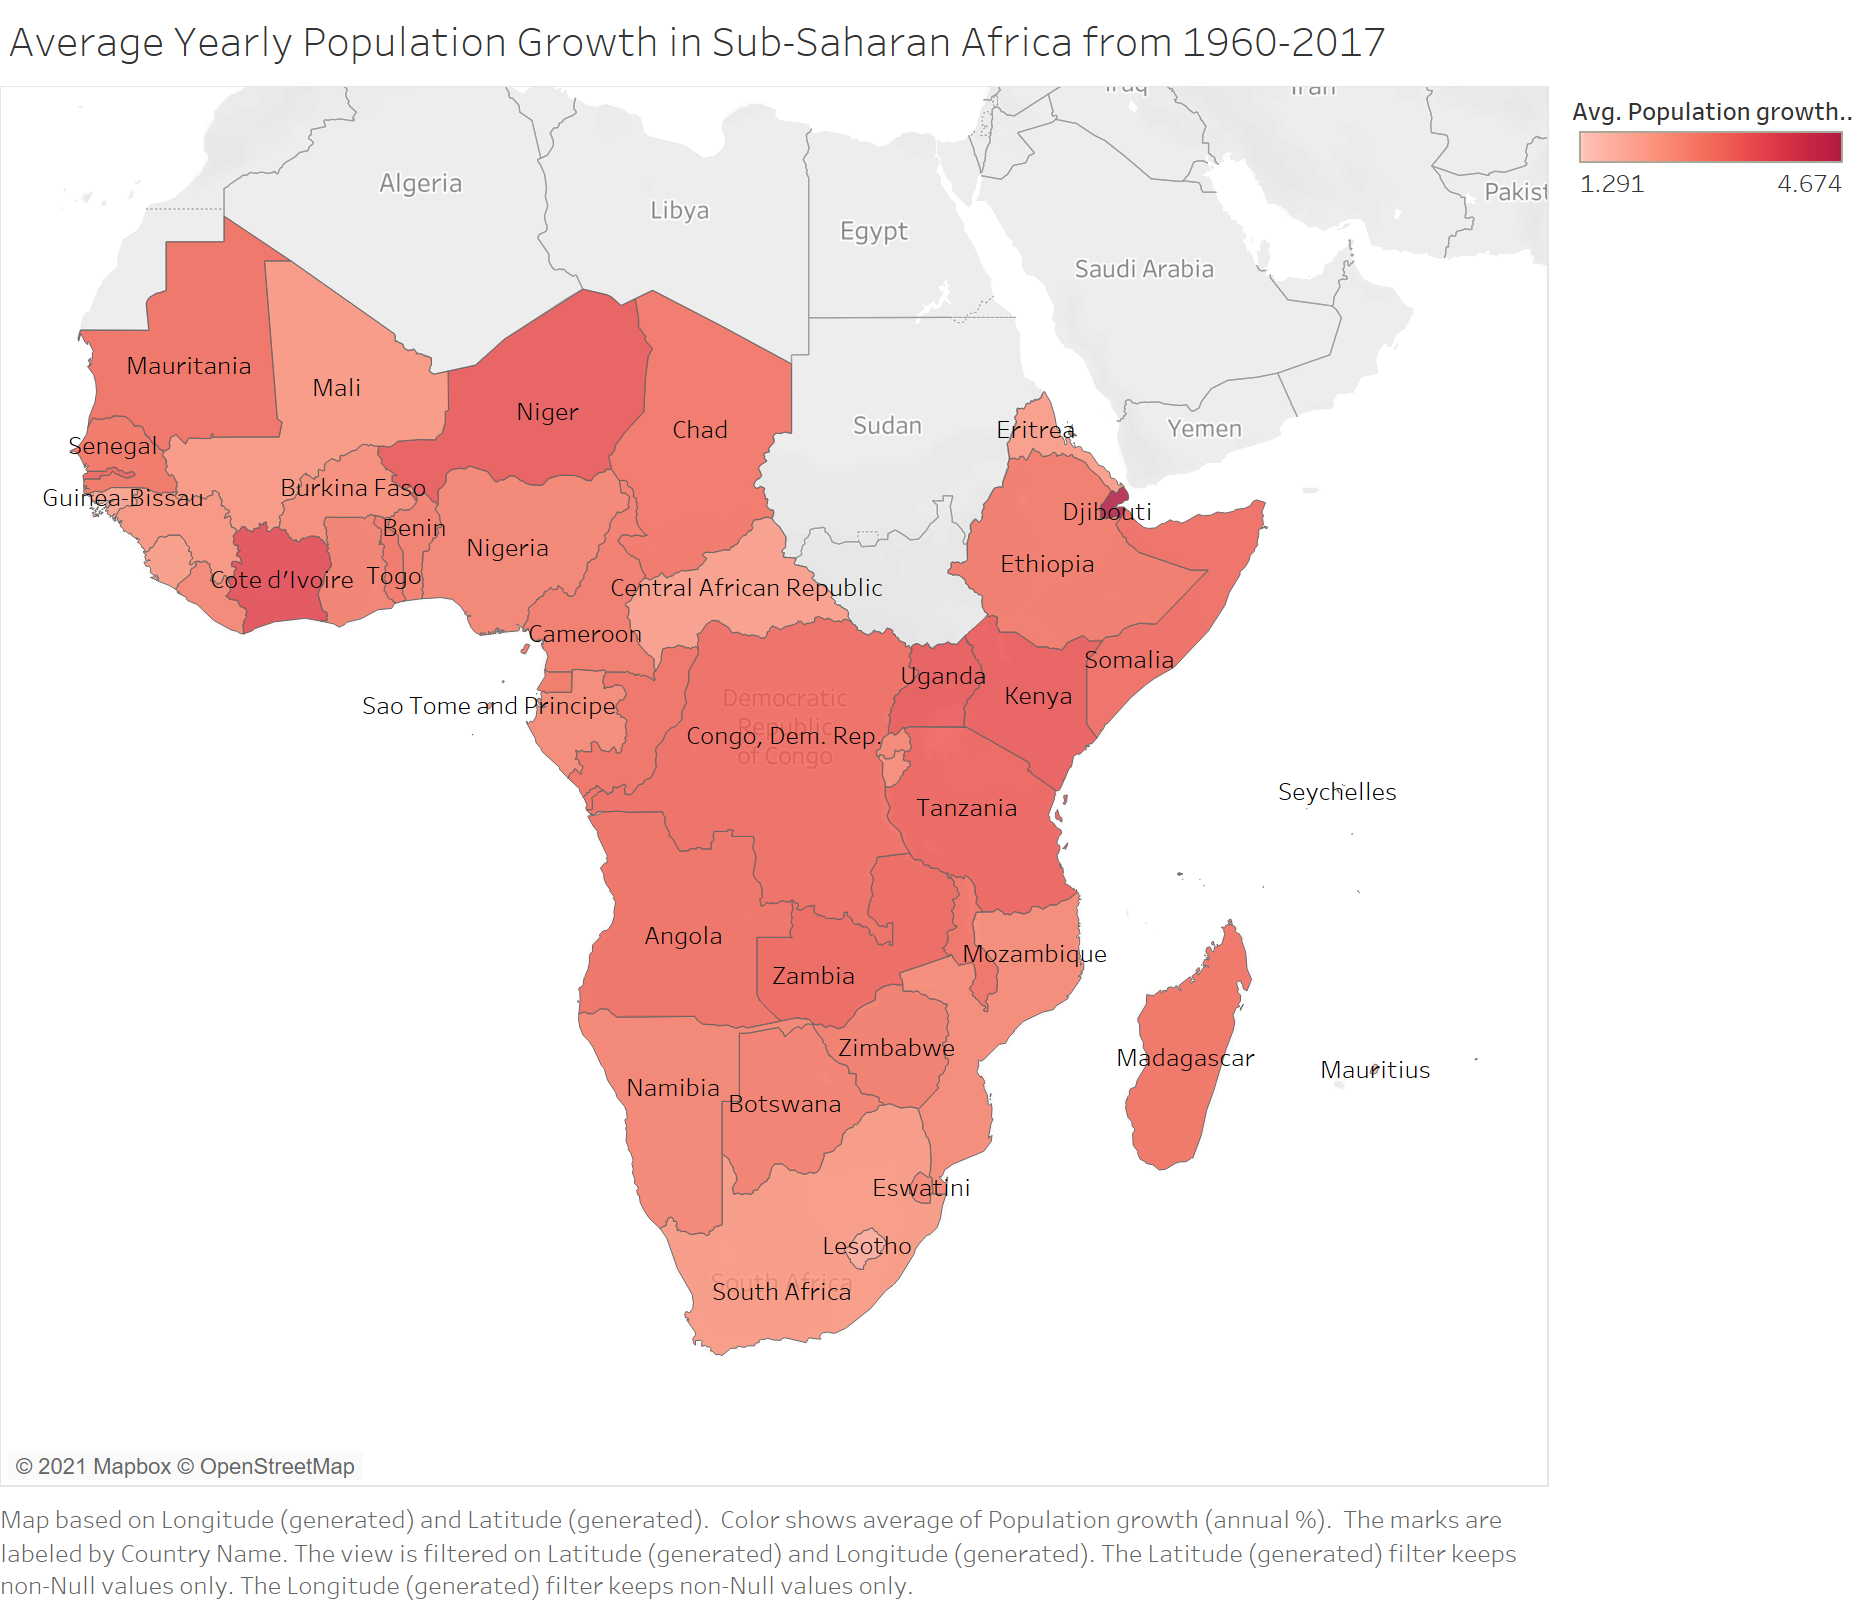 Average Yearly Population Growth in Sub-Saharan Africa from 1960-2017
Iraq
Iran
Avg. Population growth..
1.291
4.674
Algeria
Libya
Egypt
Saudi Arabia
Pakist
Mauritania
Mali
Niger
Chad
Sudan
Eritrea
Yemen
Senegal
Guinea-Bissau
Burkina Faso
Benin
Nigeria
Djibouti
Ethiopia
Cote d'Ivoire
Togo
Central African Republic
Cameroon
Somalia
Uganda
Kenya
Sao Tome and Principe
Democratic
Republic
of Congo
Congo, Dem. Rep.
Seychelles
Tanzania
Angola
Zambia
Mozambique
Zimbabwe
Madagascar
Mauritius
Namibia
Botswana
Eswatini
Lesotho
South Africa
South Africa
© 2021 Mapbox © OpenStreetMap
Map based on Longitude (generated) and Latitude (generated).  Color shows average of Population growth (annual %).  The marks are
labeled by Country Name. The view is filtered on Latitude (generated) and Longitude (generated). The Latitude (generated) filter keeps
non-Null values only. The Longitude (generated) filter keeps non-Null values only.